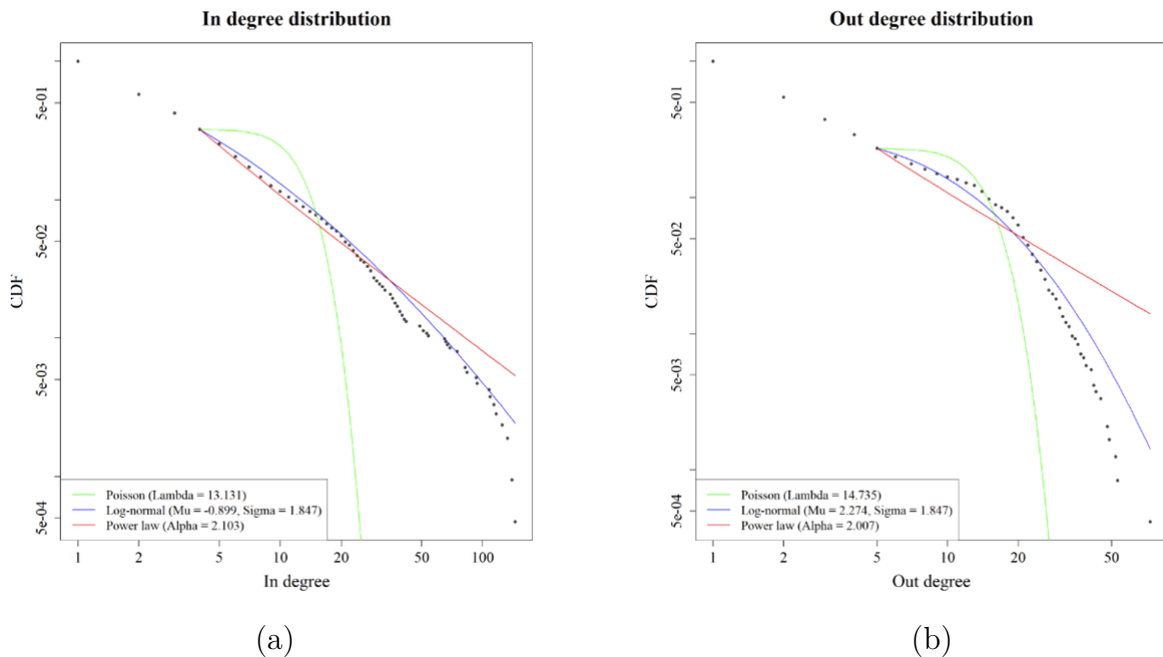 In degree distribution
CDF
5e-01
5e-02
5e-03
5e-04
Poisson (Lambda = 13.131)
Log-normal (Mu = -0.899, Sigma = 1.847)
Power law (Alpha = 2.103)
1 2 5 10 20 50 100
In degree
(a)
Out degree distribution
CDF
5e-01
5e-02
5e-03
5e-04
Poisson (Lambda = 14.735)
Log-normal (Mu = 2.274, Sigma = 1.847)
Power law (Alpha = 2.007)
1 2 5 10 20 50
Out degree
(b)